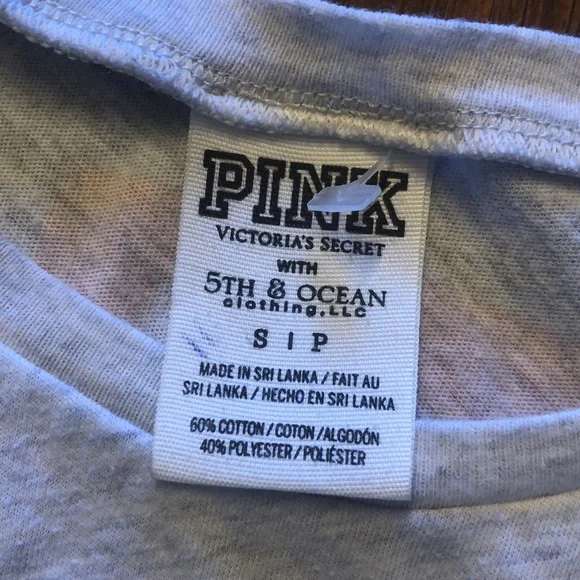 PINK
VICTORIA'S SECRET
WITH
5TH & OCEAN
clothing, LLC
S | P
MADE IN SRI LANKA / FAIT AU
SRI LANKA / HECHO EN SRI LANKA
60% COTTON / COTON / ALGODÓN
40% POLYESTER / POLIÉSTER